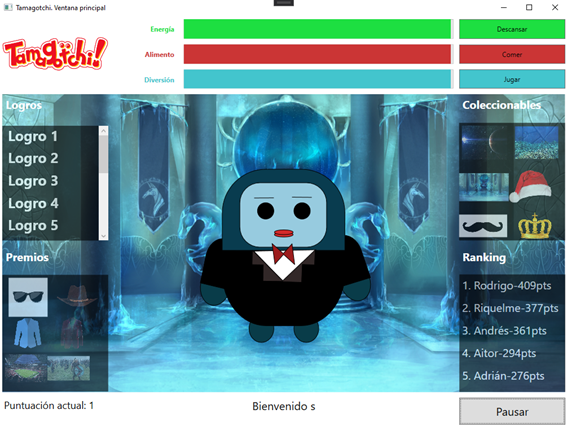 Tamagotchi. Ventana principal
Tamagotchi!
Energía
Descansar
Alimento
Comer
Diversión
Jugar
Logros
Logro 1
Logro 2
Logro 3
Logro 4
Logro 5
Premios
Coleccionables
Ranking
1. Rodrigo-409pts
2. Riquelme-377pts
3. Andrés-361pts
4. Aitor-294pts
5. Adrián-276pts
Puntuación actual: 1
Bienvenido s
Pausar